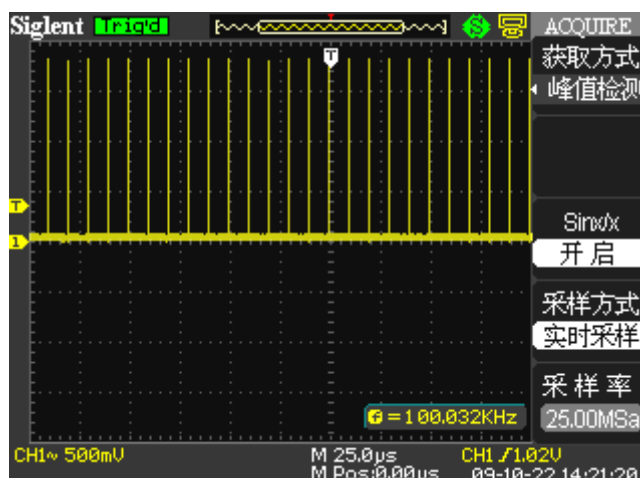 Siglent Trig'd ACQUIRE
T
获取方式
峰值检测
Sinx/x
开启
采样方式
实时采样
采样率
25.00MSa
T
1
f=100.032KHz
CH1~ 500mV M 25.0μs CH1 1.02V
M Pos:0.00μs 09-10-22 14:21:20